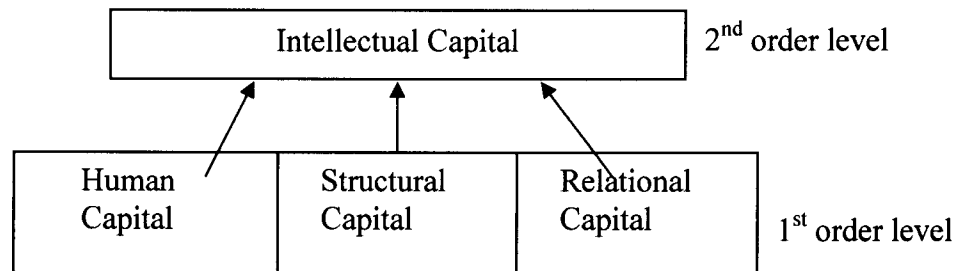 Intellectual Capital
2nd order level
Human Capital
Structural Capital
Relational Capital
1st order level